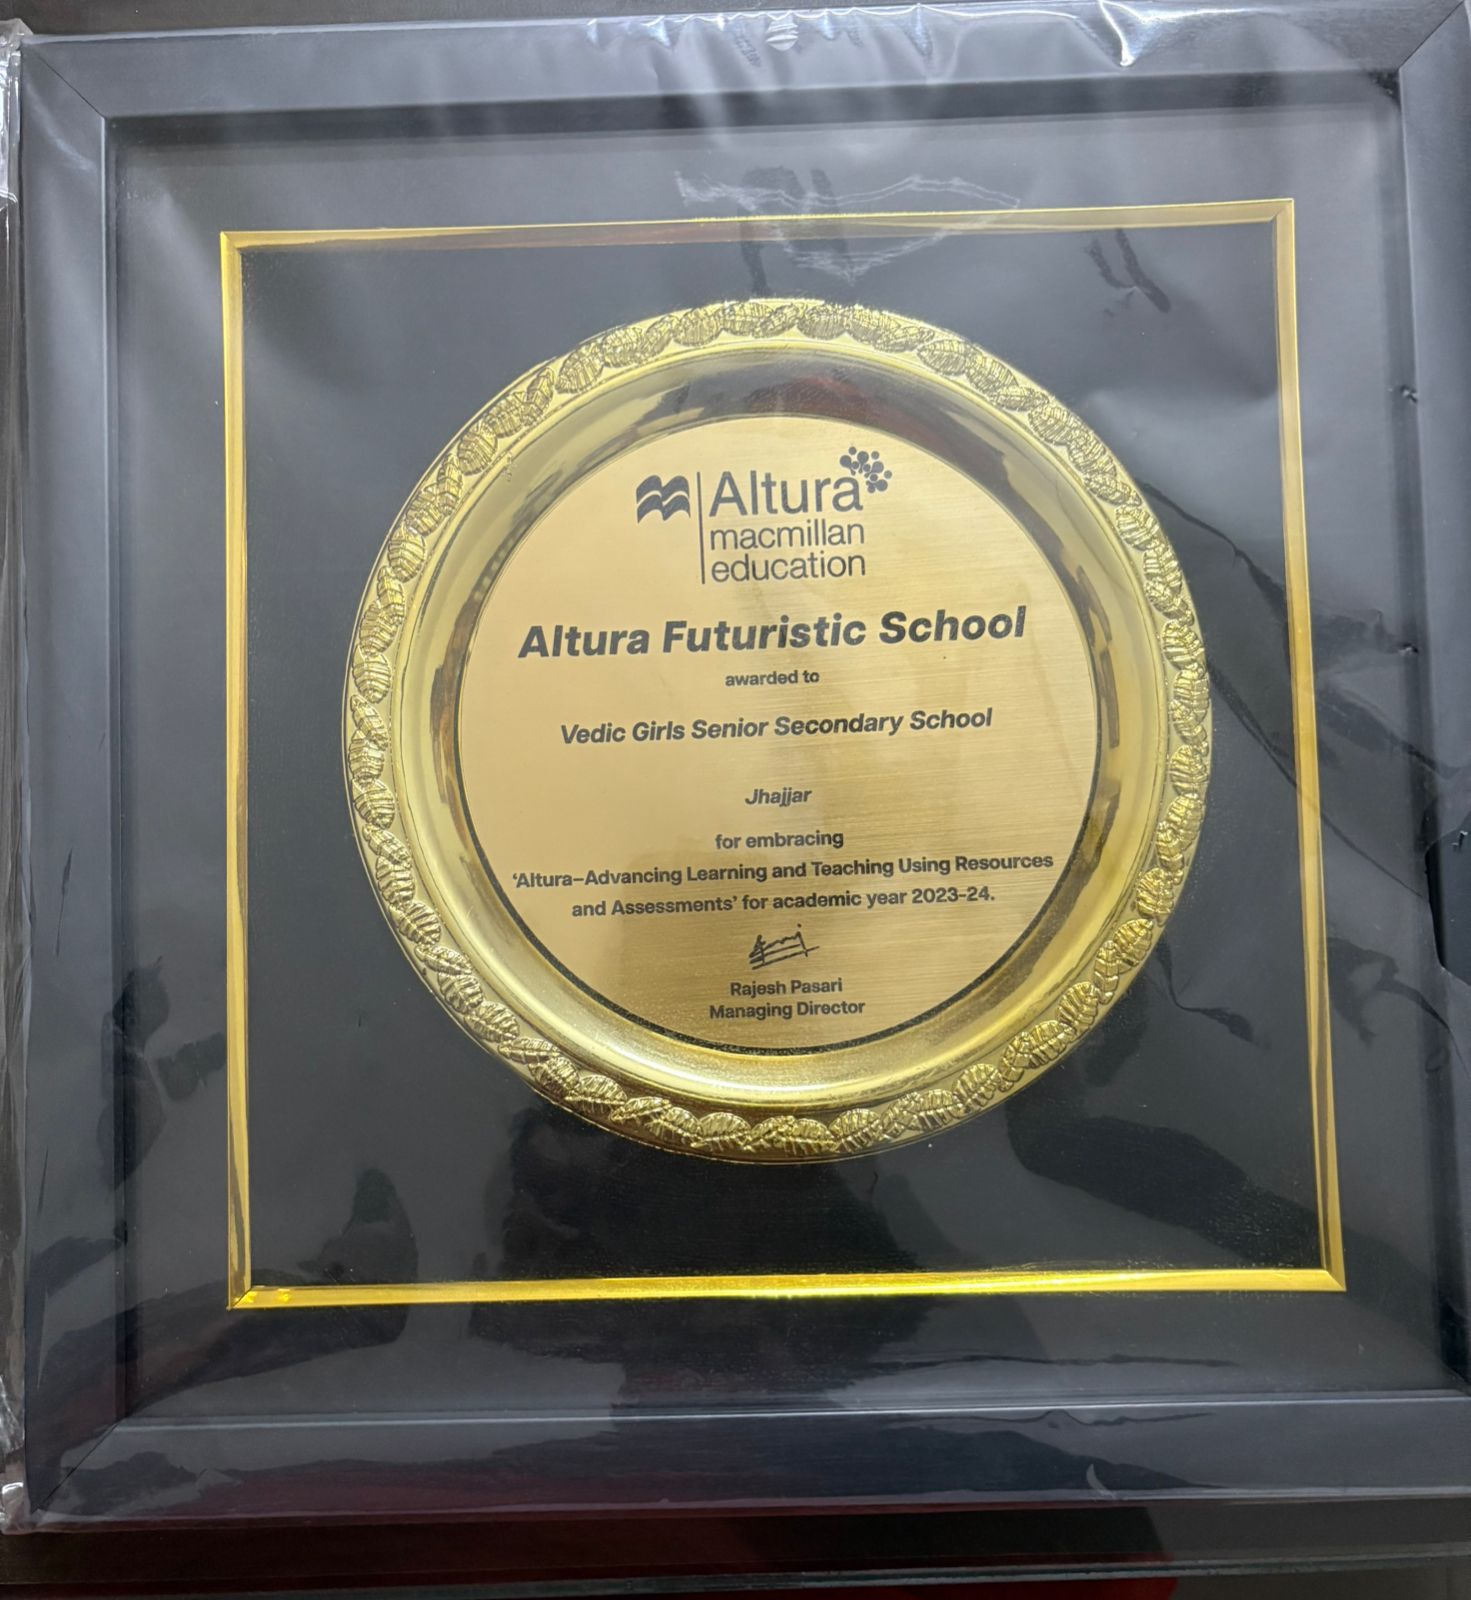 Altura
macmillan
education
Altura Futuristic School
awarded to
Vedic Girls Senior Secondary School
Jhajjar
for embracing
‘Altura–Advancing Learning and Teaching Using Resources
and Assessments’ for academic year 2023-24.
Rajesh Pasari
Managing Director